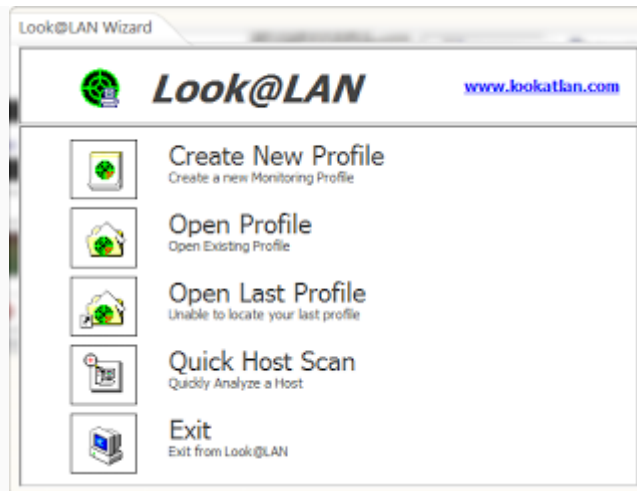 Look@LAN Wizard
Look@LAN
www.lookatlan.com
Create New Profile
Create a new Monitoring Profile
Open Profile
Open Existing Profile
Open Last Profile
Unable to locate your last profile
Quick Host Scan
Quickly Analyze a Host
Exit
Exit from Look@LAN